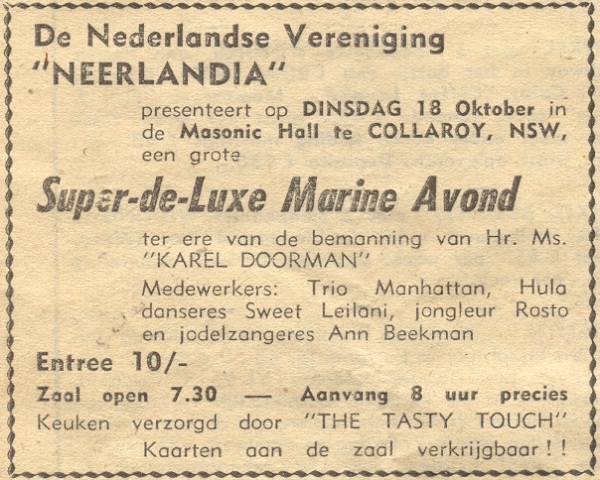 De Nederlandse Vereniging
"NEERLANDIA"
presenteert op DINSDAG 18 Oktober in
de Masonic Hall te COLLAROY, NSW,
een grote
Super-de-Luxe Marine Avond
ter ere van de bemanning van Hr. Ms.
"KAREL DOORMAN"
Medewerkers: Trio Manhattan, Hula
danseres Sweet Leilani, jongleur Rosto
en jodelzangeres Ann Beekman
Entree 10/-
Zaal open 7.30 — Aanvang 8 uur precies
Keuken verzorgd door "THE TASTY TOUCH"
Kaarten aan de zaal verkrijgbaar!!